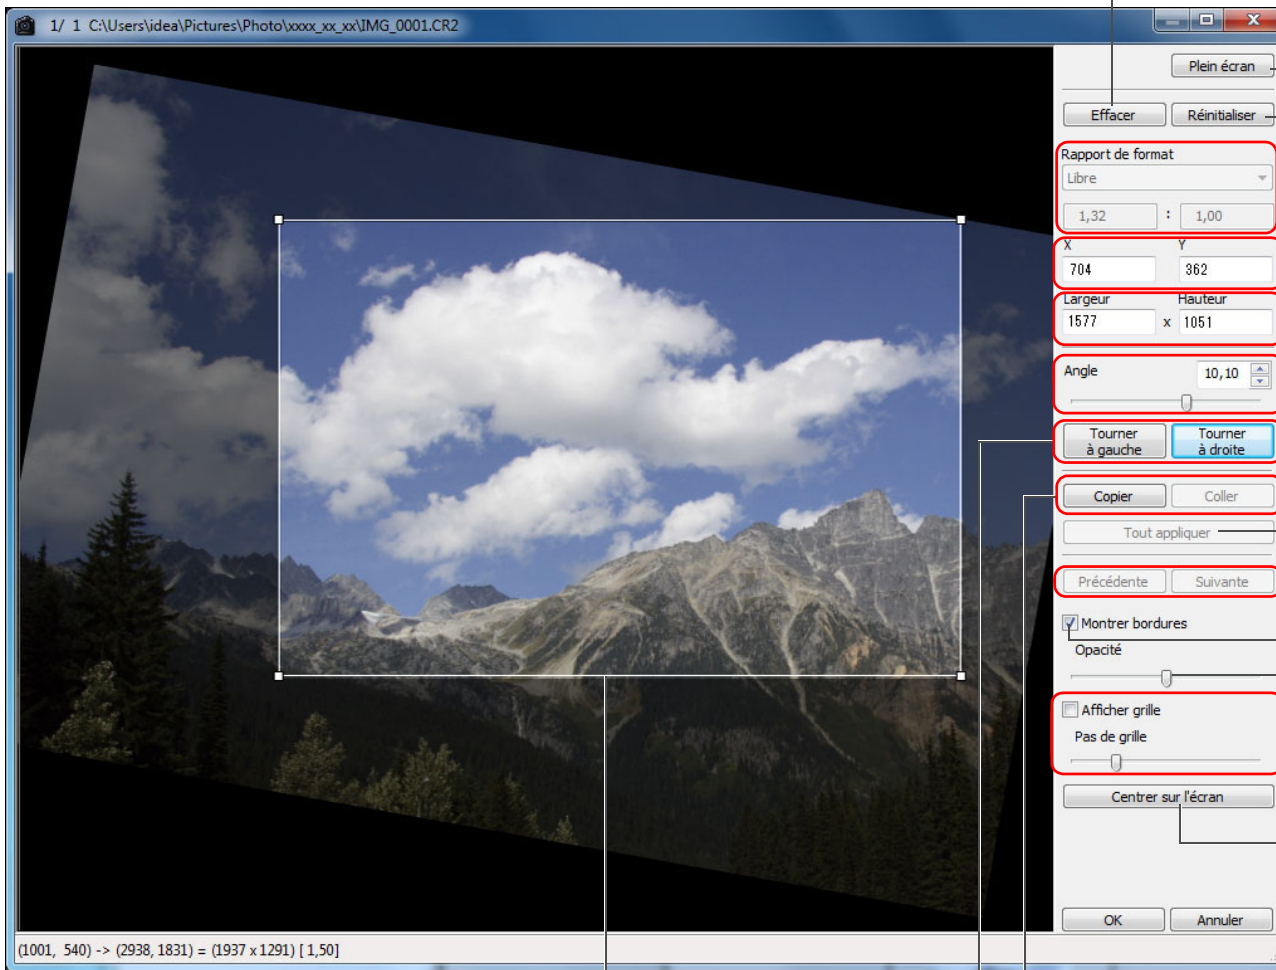 1/ 1 C:\Users\idea\Pictures\Photo\xxxx_xx_xx\IMG_0001.CR2
Plein écran
Effacer Réinitialiser
Rapport de format
Libre
1,32 : 1,00
X Y
704 362
Largeur Hauteur
1577 x 1051
Angle 10,10
Tourner à gauche
Tourner à droite
Copier Coller
Tout appliquer
Précédente Suivante
Montrer bordures
Opacité
Afficher grille
Pas de grille
Centrer sur l'écran
OK Annuler
(1001, 540) -> (2938, 1831) = (1937 x 1291) [ 1,50]